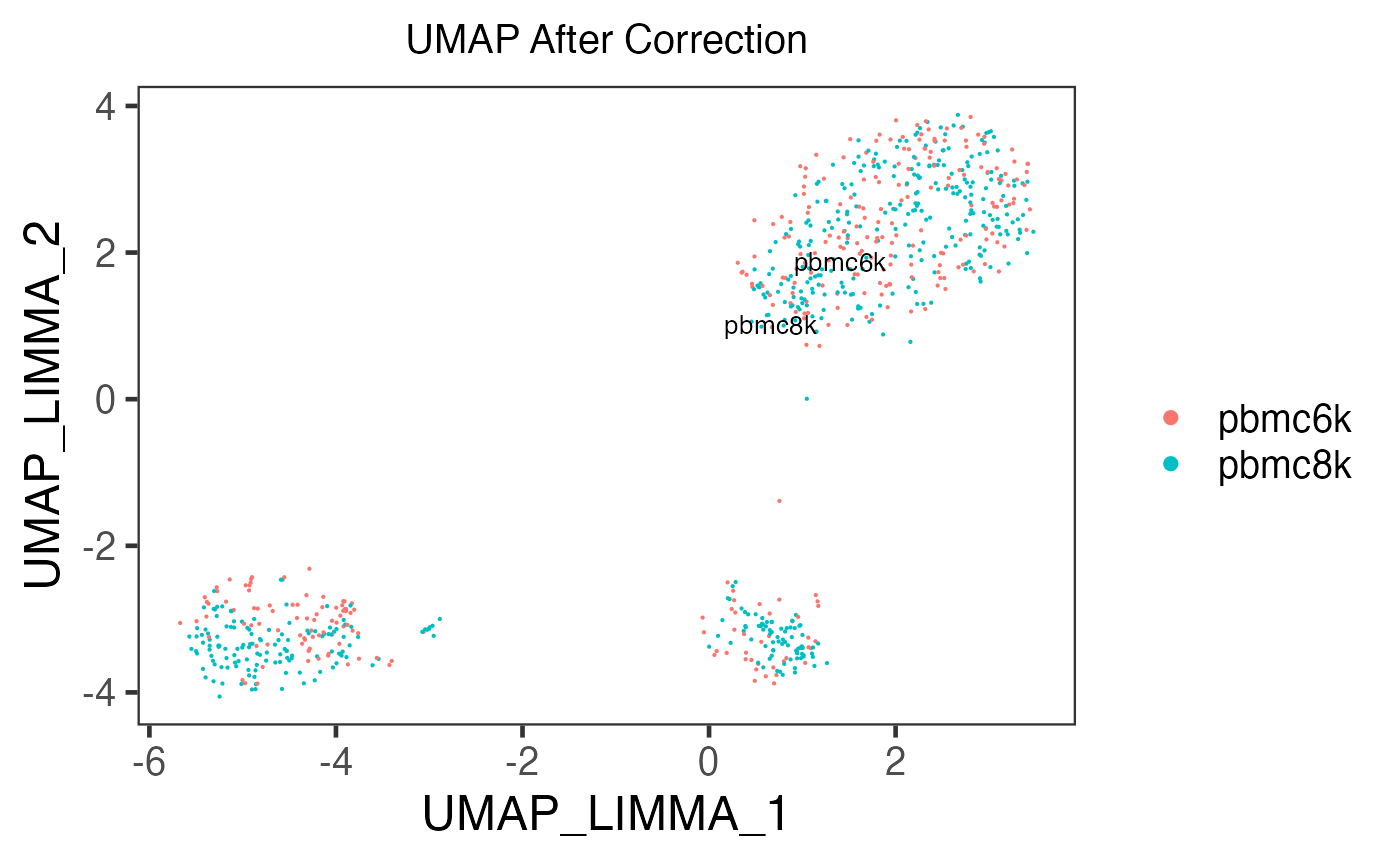 UMAP After Correction
UMAP_LIMMA_2
4
2
0
-2
-4
pbmc6k
pbmc8k
-6
-4
-2
0
2
UMAP_LIMMA_1
pbmc6k
pbmc8k